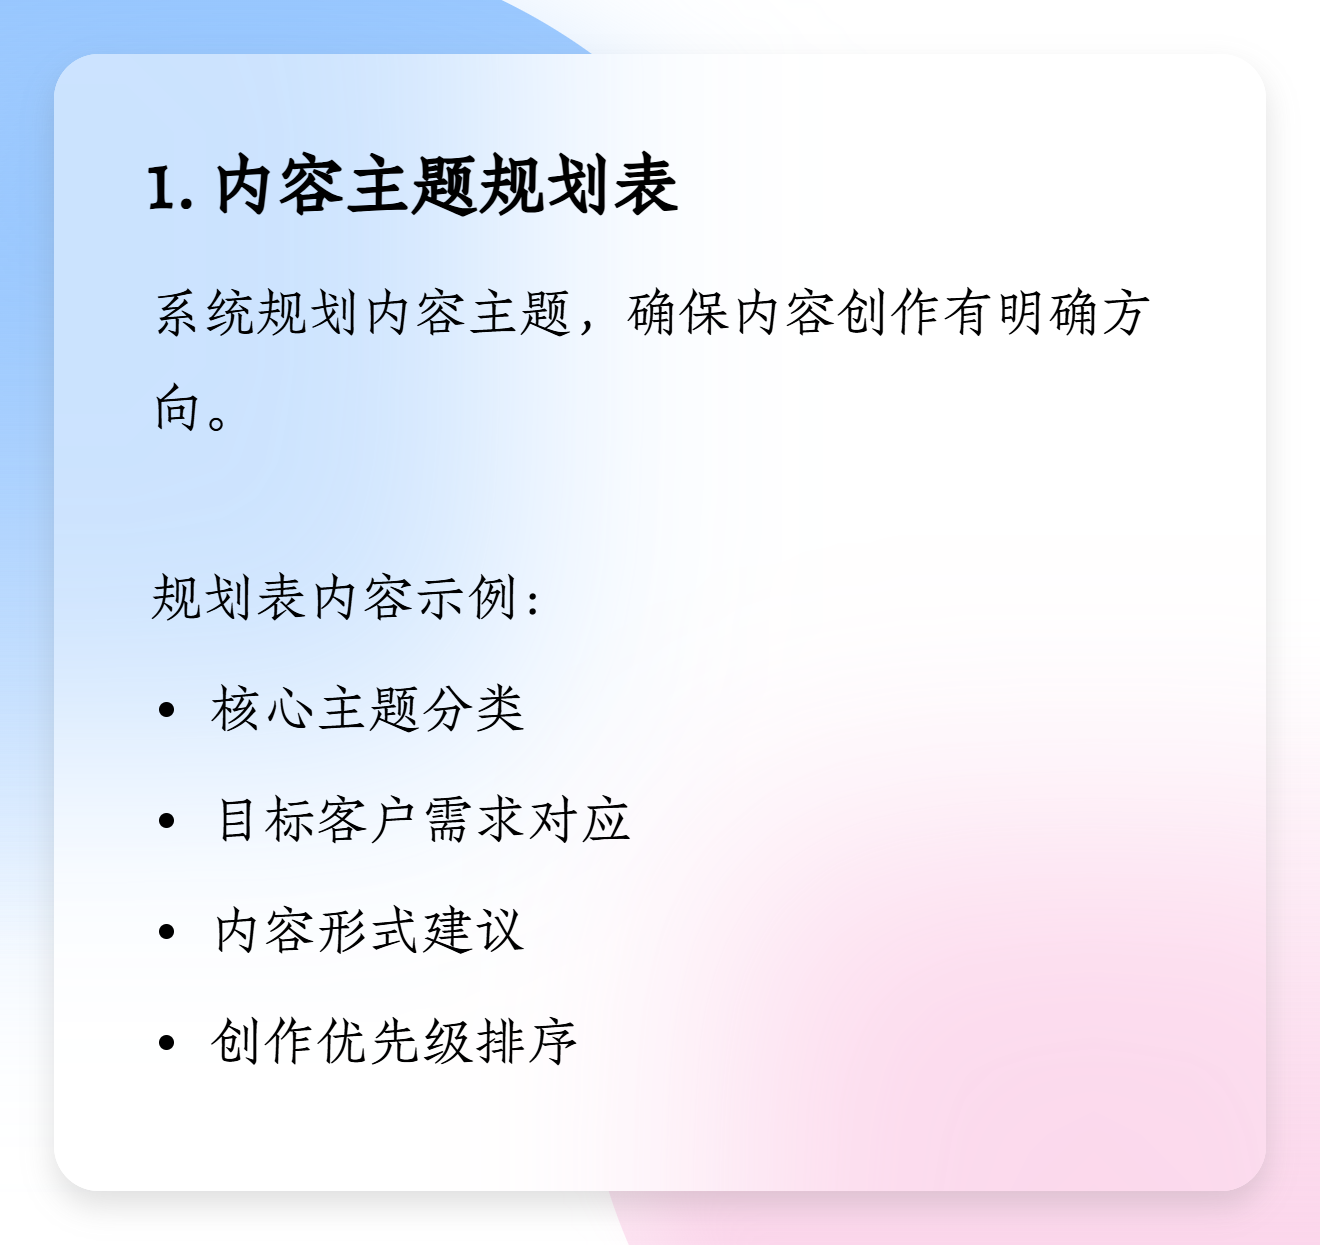 1. 内容主题规划表
系统规划内容主题，确保内容创作有明确方
向。
规划表内容示例：
• 核心主题分类
• 目标客户需求对应
• 内容形式建议
• 创作优先级排序